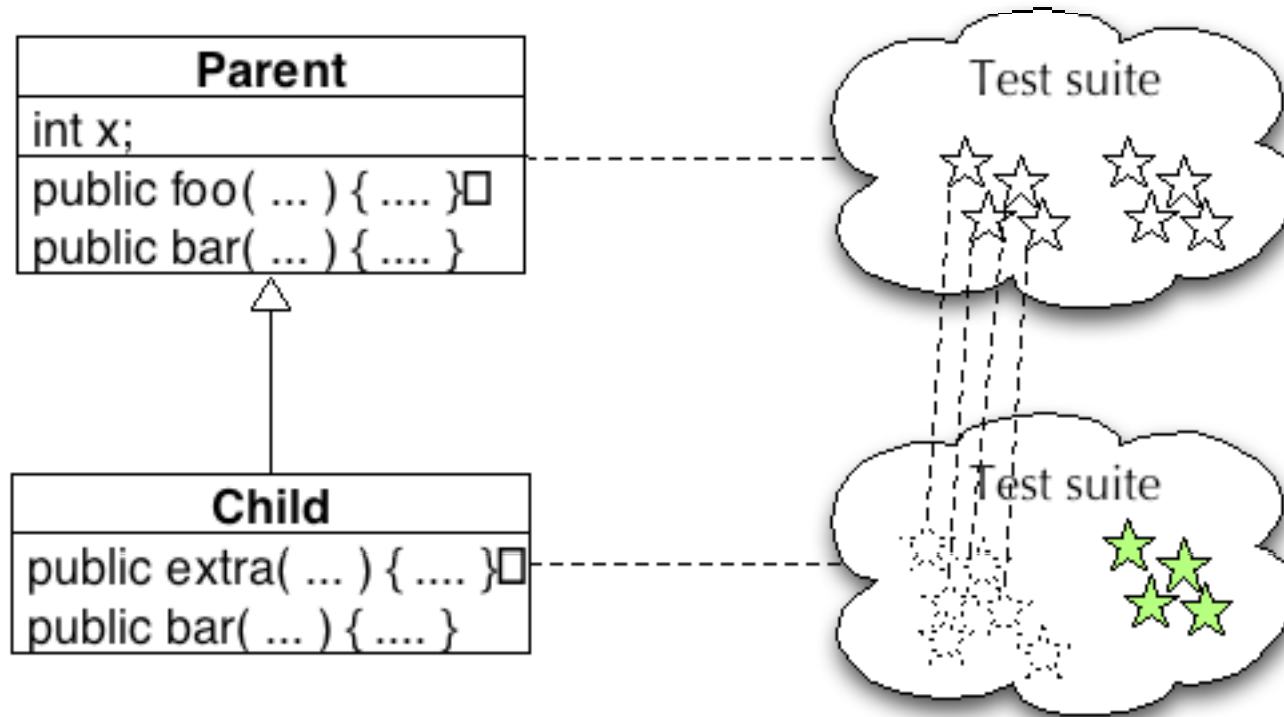 Parent
int x;
public foo( ... ) { .... }
public bar( ... ) { .... }
Test suite
Child
public extra( ... ) { .... }
public bar( ... ) { .... }
Test suite